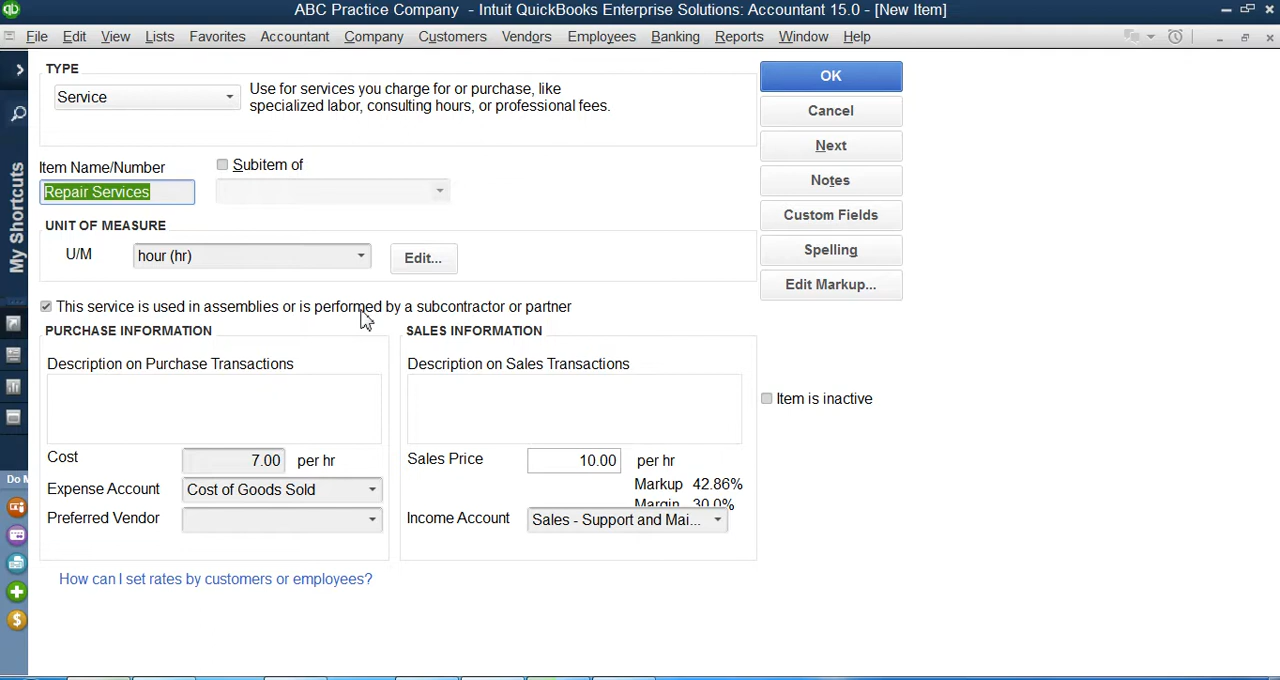 ABC Practice Company - Intuit QuickBooks Enterprise Solutions: Accountant 15.0 - [New Item]
File Edit View Lists Favorites Accountant Company Customers Vendors Employees Banking Reports Window Help
My Shortcuts
Do M
TYPE
Service
Use for services you charge for or purchase, like
specialized labor, consulting hours, or professional fees.
Item Name/Number
Subitem of
Repair Services
UNIT OF MEASURE
U/M hour (hr) Edit...
This service is used in assemblies or is performed by a subcontractor or partner
PURCHASE INFORMATION
Description on Purchase Transactions
Cost 7.00 per hr
Expense Account Cost of Goods Sold
Preferred Vendor
SALES INFORMATION
Description on Sales Transactions
Sales Price 10.00 per hr
Markup 42.86%
Margin 30.0%
Income Account Sales - Support and Mai...
How can I set rates by customers or employees?
OK
Cancel
Next
Notes
Custom Fields
Spelling
Edit Markup...
Item is inactive